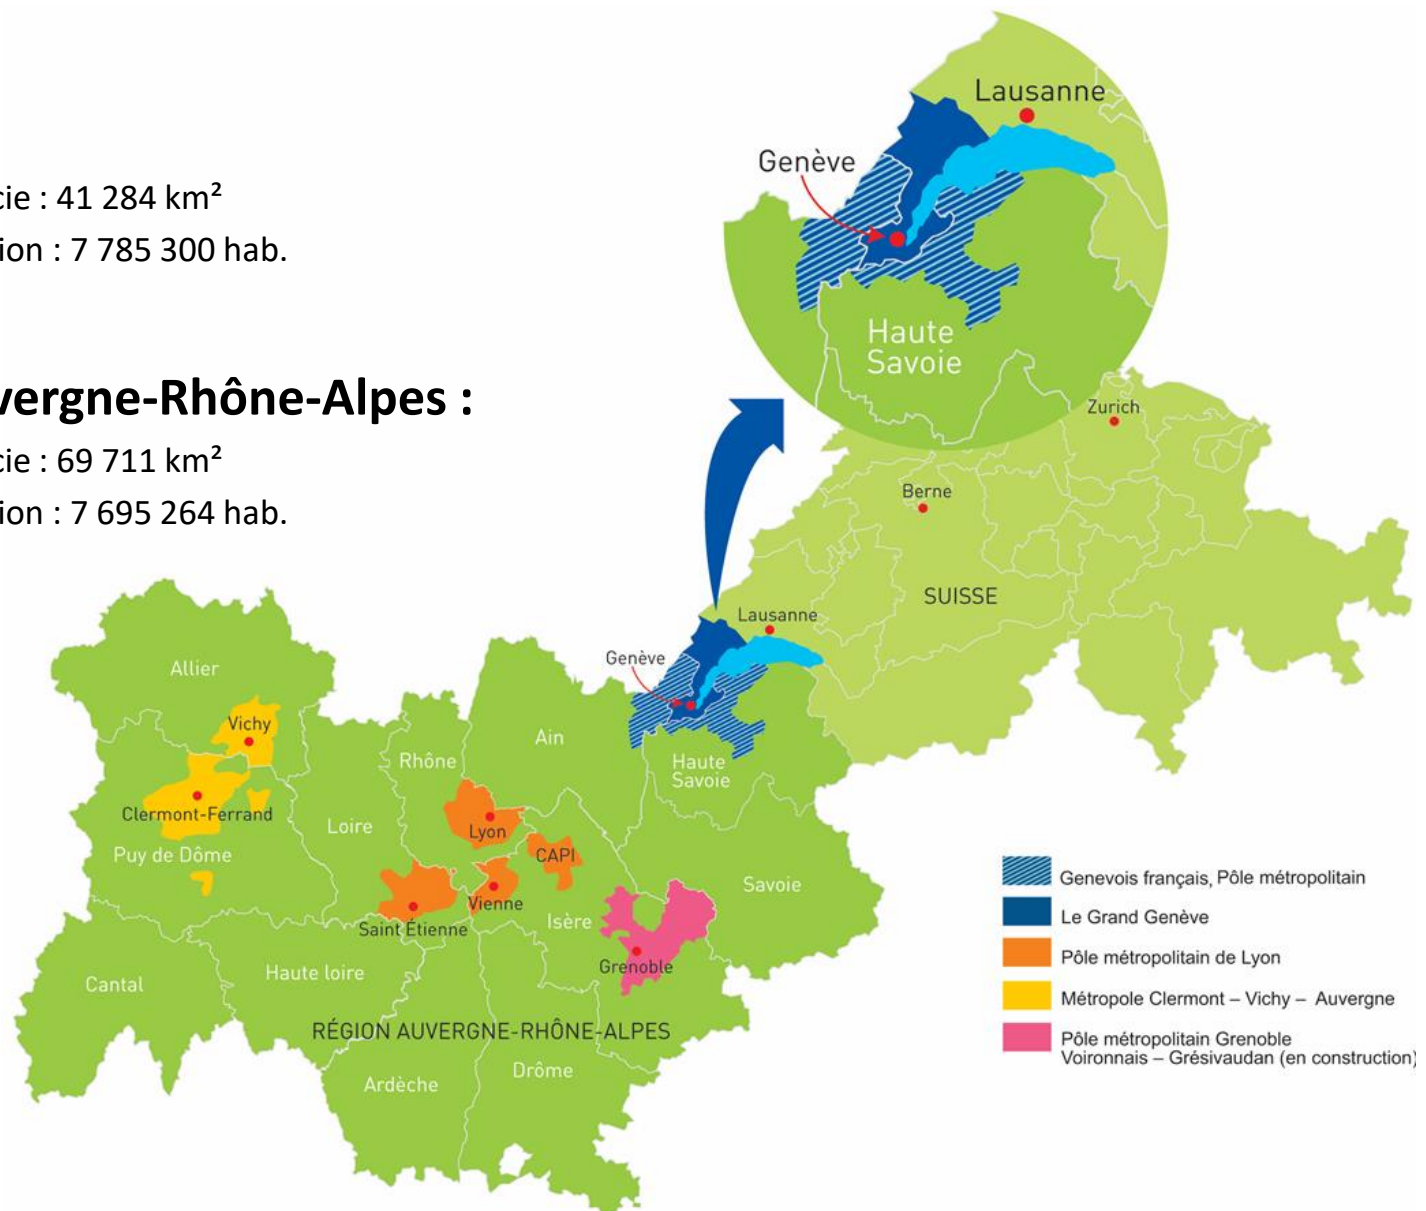 cie : 41 284 km²
ion : 7 785 300 hab.
vergne-Rhône-Alpes :
cie : 69 711 km²
ion : 7 695 264 hab.
Lausanne
Genève
Haute
Savoie
Zurich
Berne
SUISSE
Lausanne
Genève
Allier
Vichy
Ain
Rhône
Haute
Savoie
Clermont-Ferrand
Loire
Lyon
Puy de Dôme
CAPI
Savoie
Vienne
Saint Étienne
Isère
Grenoble
Cantal
Haute loire
RÉGION AUVERGNE-RHÔNE-ALPES
Ardèche
Drôme
Genevois français, Pôle métropolitain
Le Grand Genève
Pôle métropolitain de Lyon
Métropole Clermont – Vichy – Auvergne
Pôle métropolitain Grenoble
Voironnais – Grésivaudan (en construction)